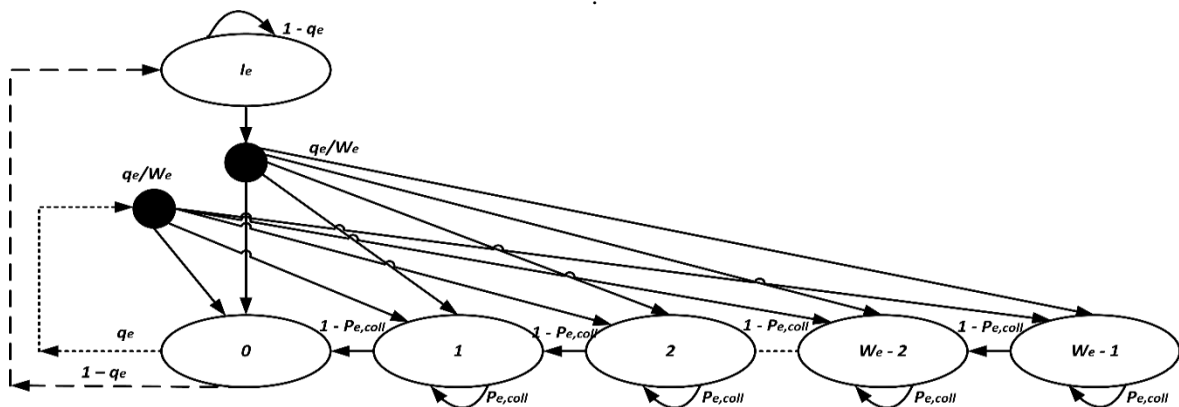 1 - qe
Ie
qe/We
qe/We
1 - Pe,coll
1 - Pe,coll
1 - Pe,coll
1 - Pe,coll
qe
0
1
2
We - 2
We - 1
1 - qe
Pe,coll
Pe,coll
Pe,coll
Pe,coll